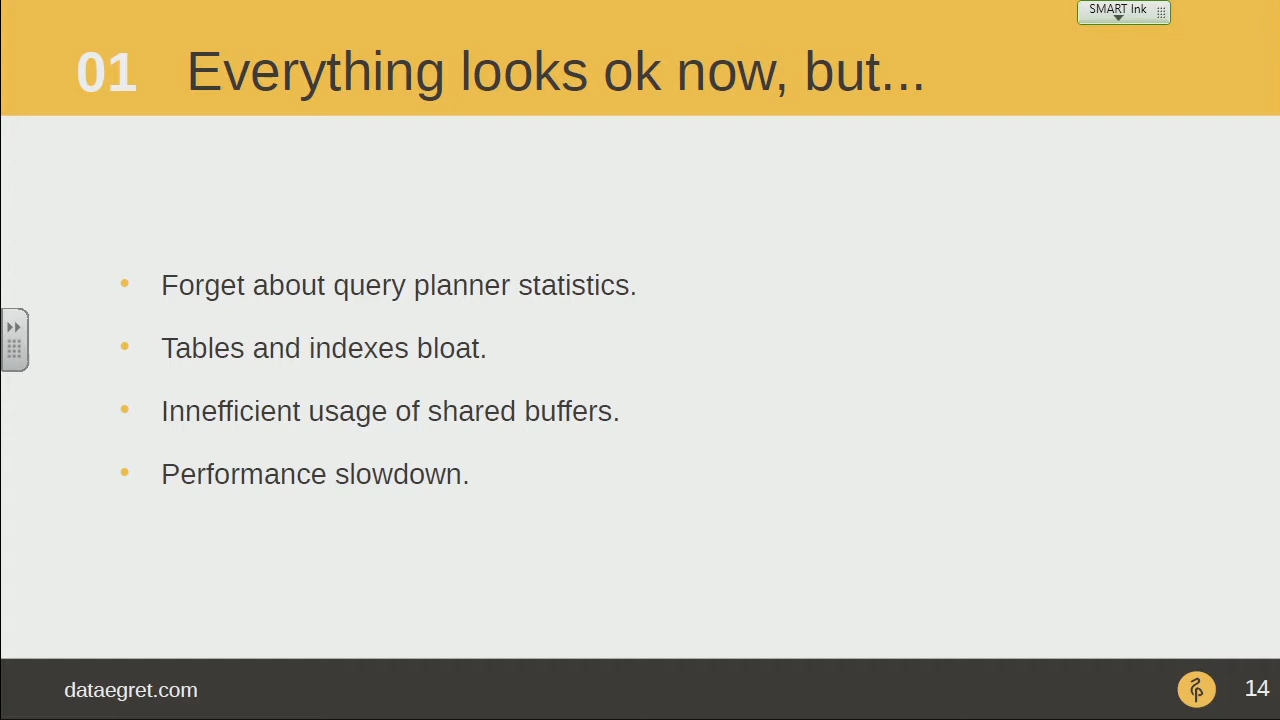 SMART Ink
01 Everything looks ok now, but...
• Forget about query planner statistics.
• Tables and indexes bloat.
• Innefficient usage of shared buffers.
• Performance slowdown.
dataegret.com
14